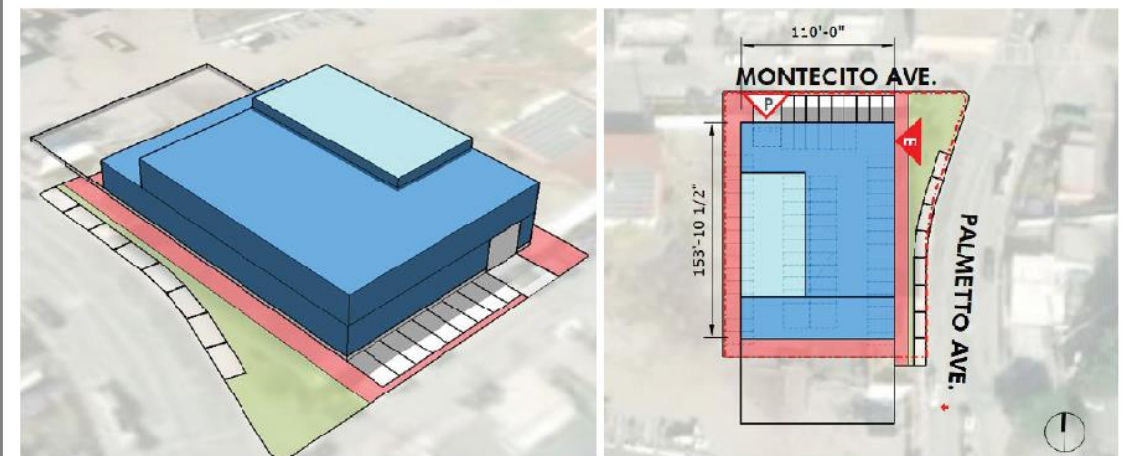 110'-0"
MONTECITO AVE.
P
E
153'-10 1/2"
PALMETTO AVE.